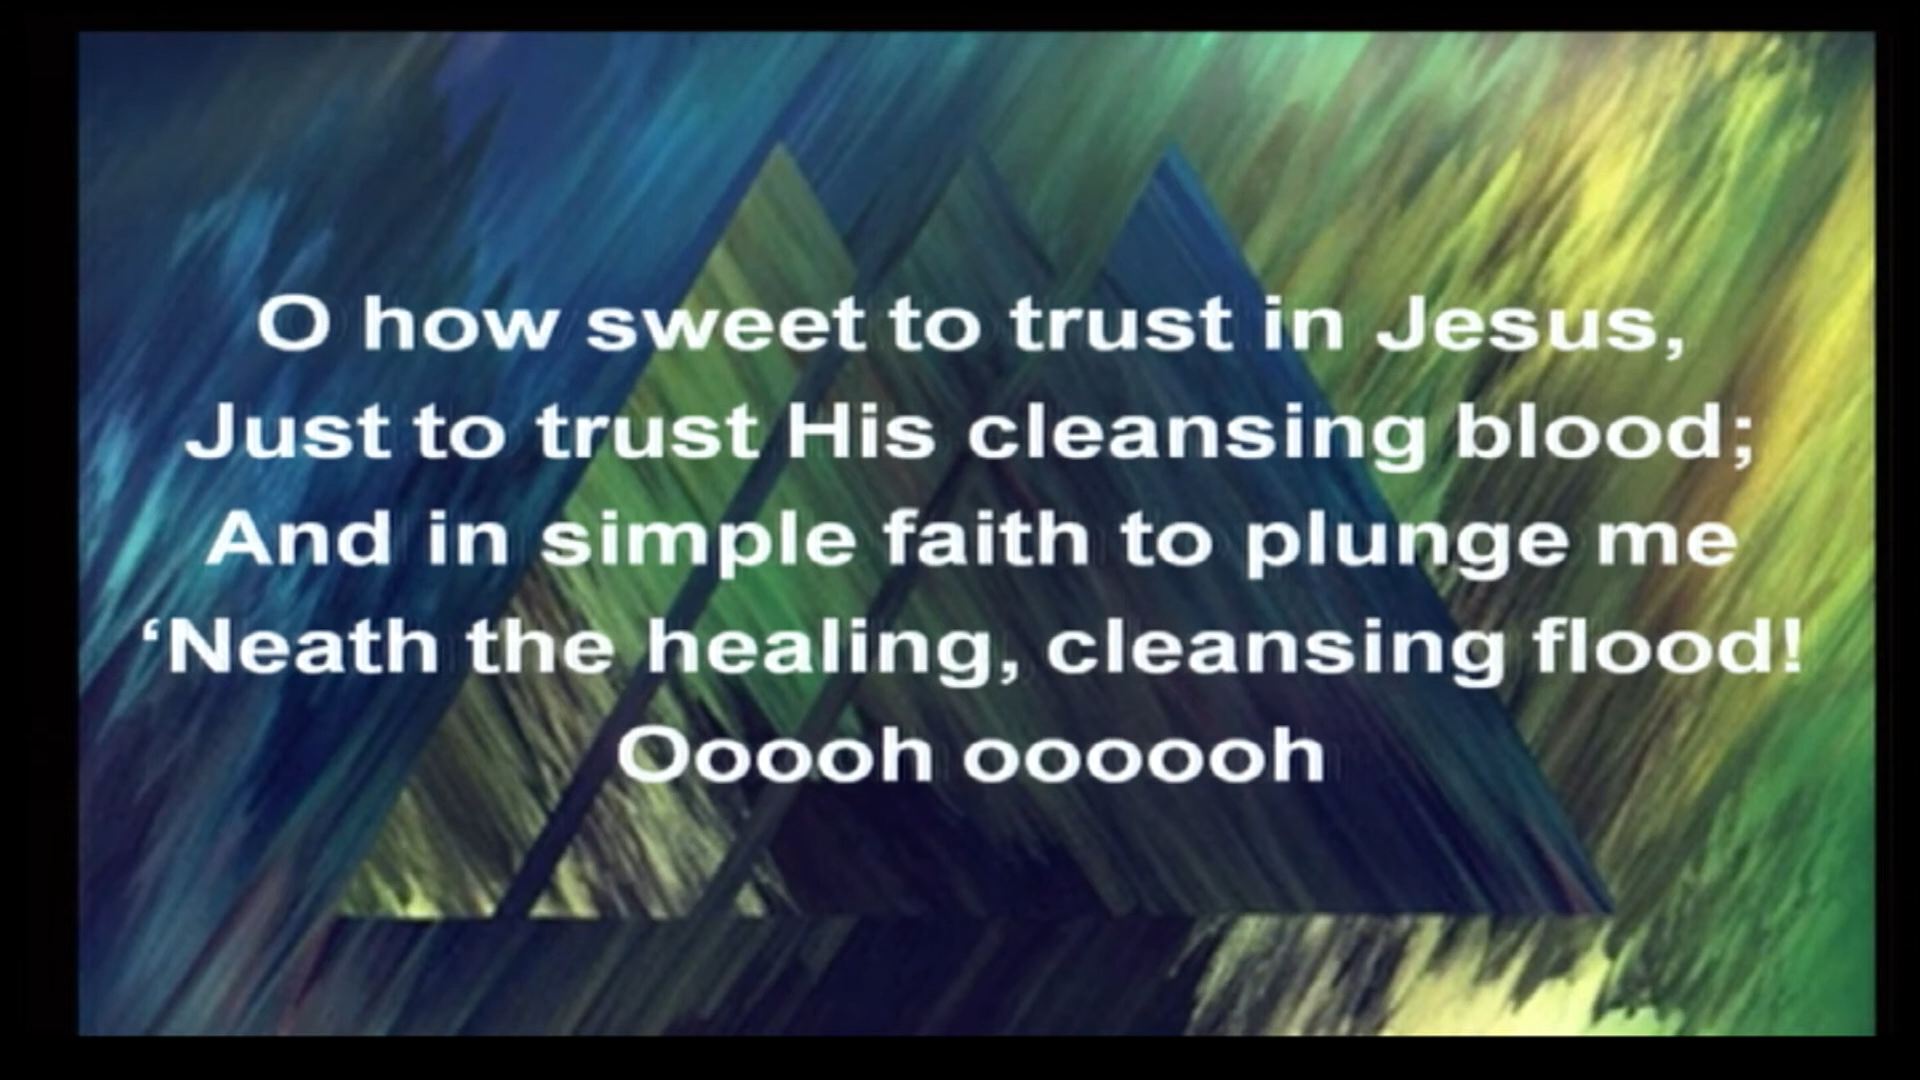 O how sweet to trust in Jesus,
Just to trust His cleansing blood;
And in simple faith to plunge me
‘Neath the healing, cleansing flood!
Ooooh oooooh